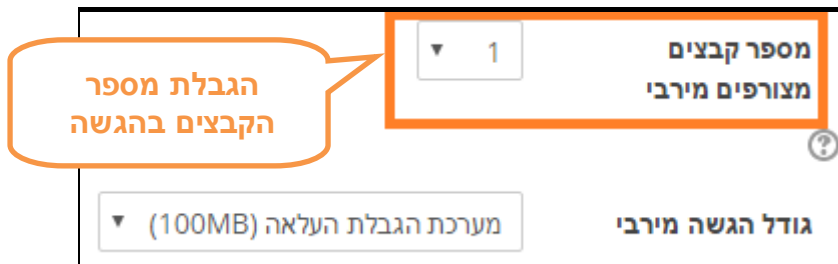 מספר קבצים
מצורפים מירבי
1
הגבלת מספר
הקבצים בהגשה
?
גודל הגשה מירבי
מערכת הגבלת העלאה (100MB)